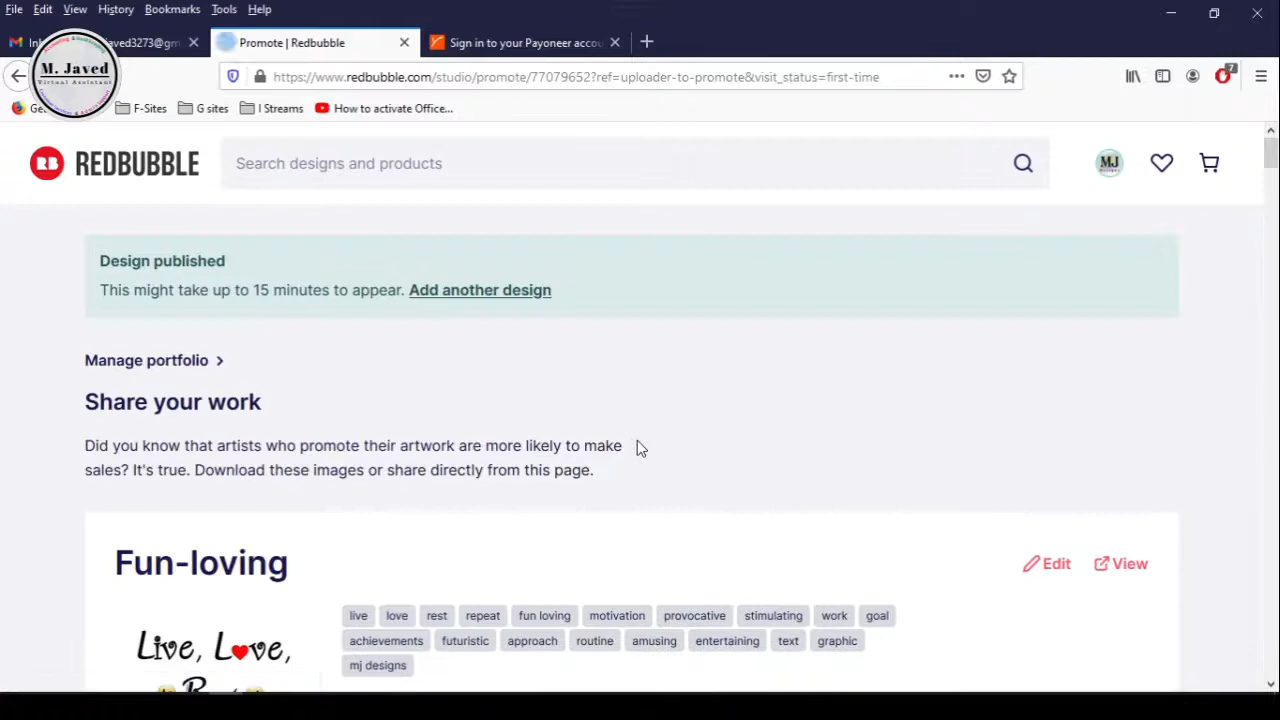 File Edit View History Bookmarks Tools Help
aved3273@gm Promote | Redbubble Sign in to your Payoneer accou
https://www.redbubble.com/studio/promote/77079652?ref=uploader-to-promote&visit_status=first-time
M. Javed
Virtual Assistant
F-Sites G sites I Streams How to activate Office...
7
RB REDBUBBLE
Search designs and products
MJ
Design published
This might take up to 15 minutes to appear. Add another design
Manage portfolio
Share your work
Did you know that artists who promote their artwork are more likely to make
sales? It's true. Download these images or share directly from this page.
Fun-loving
Edit View
live love rest repeat fun loving motivation provocative stimulating work goal
achievements futuristic approach routine amusing entertaining text graphic
mj designs
Live, Love,